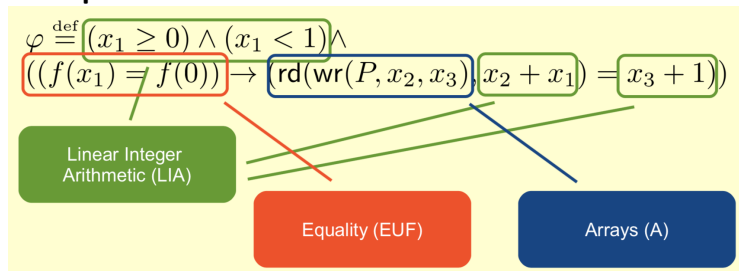 φ ≝ (x₁ ≥ 0) ∧ (x₁ < 1)∧
((f(x₁) = f(0)) → (rd(wr(P, x₂, x₃), x₂ + x₁) = x₃ + 1))
Linear Integer
Arithmetic (LIA)
Equality (EUF)
Arrays (A)